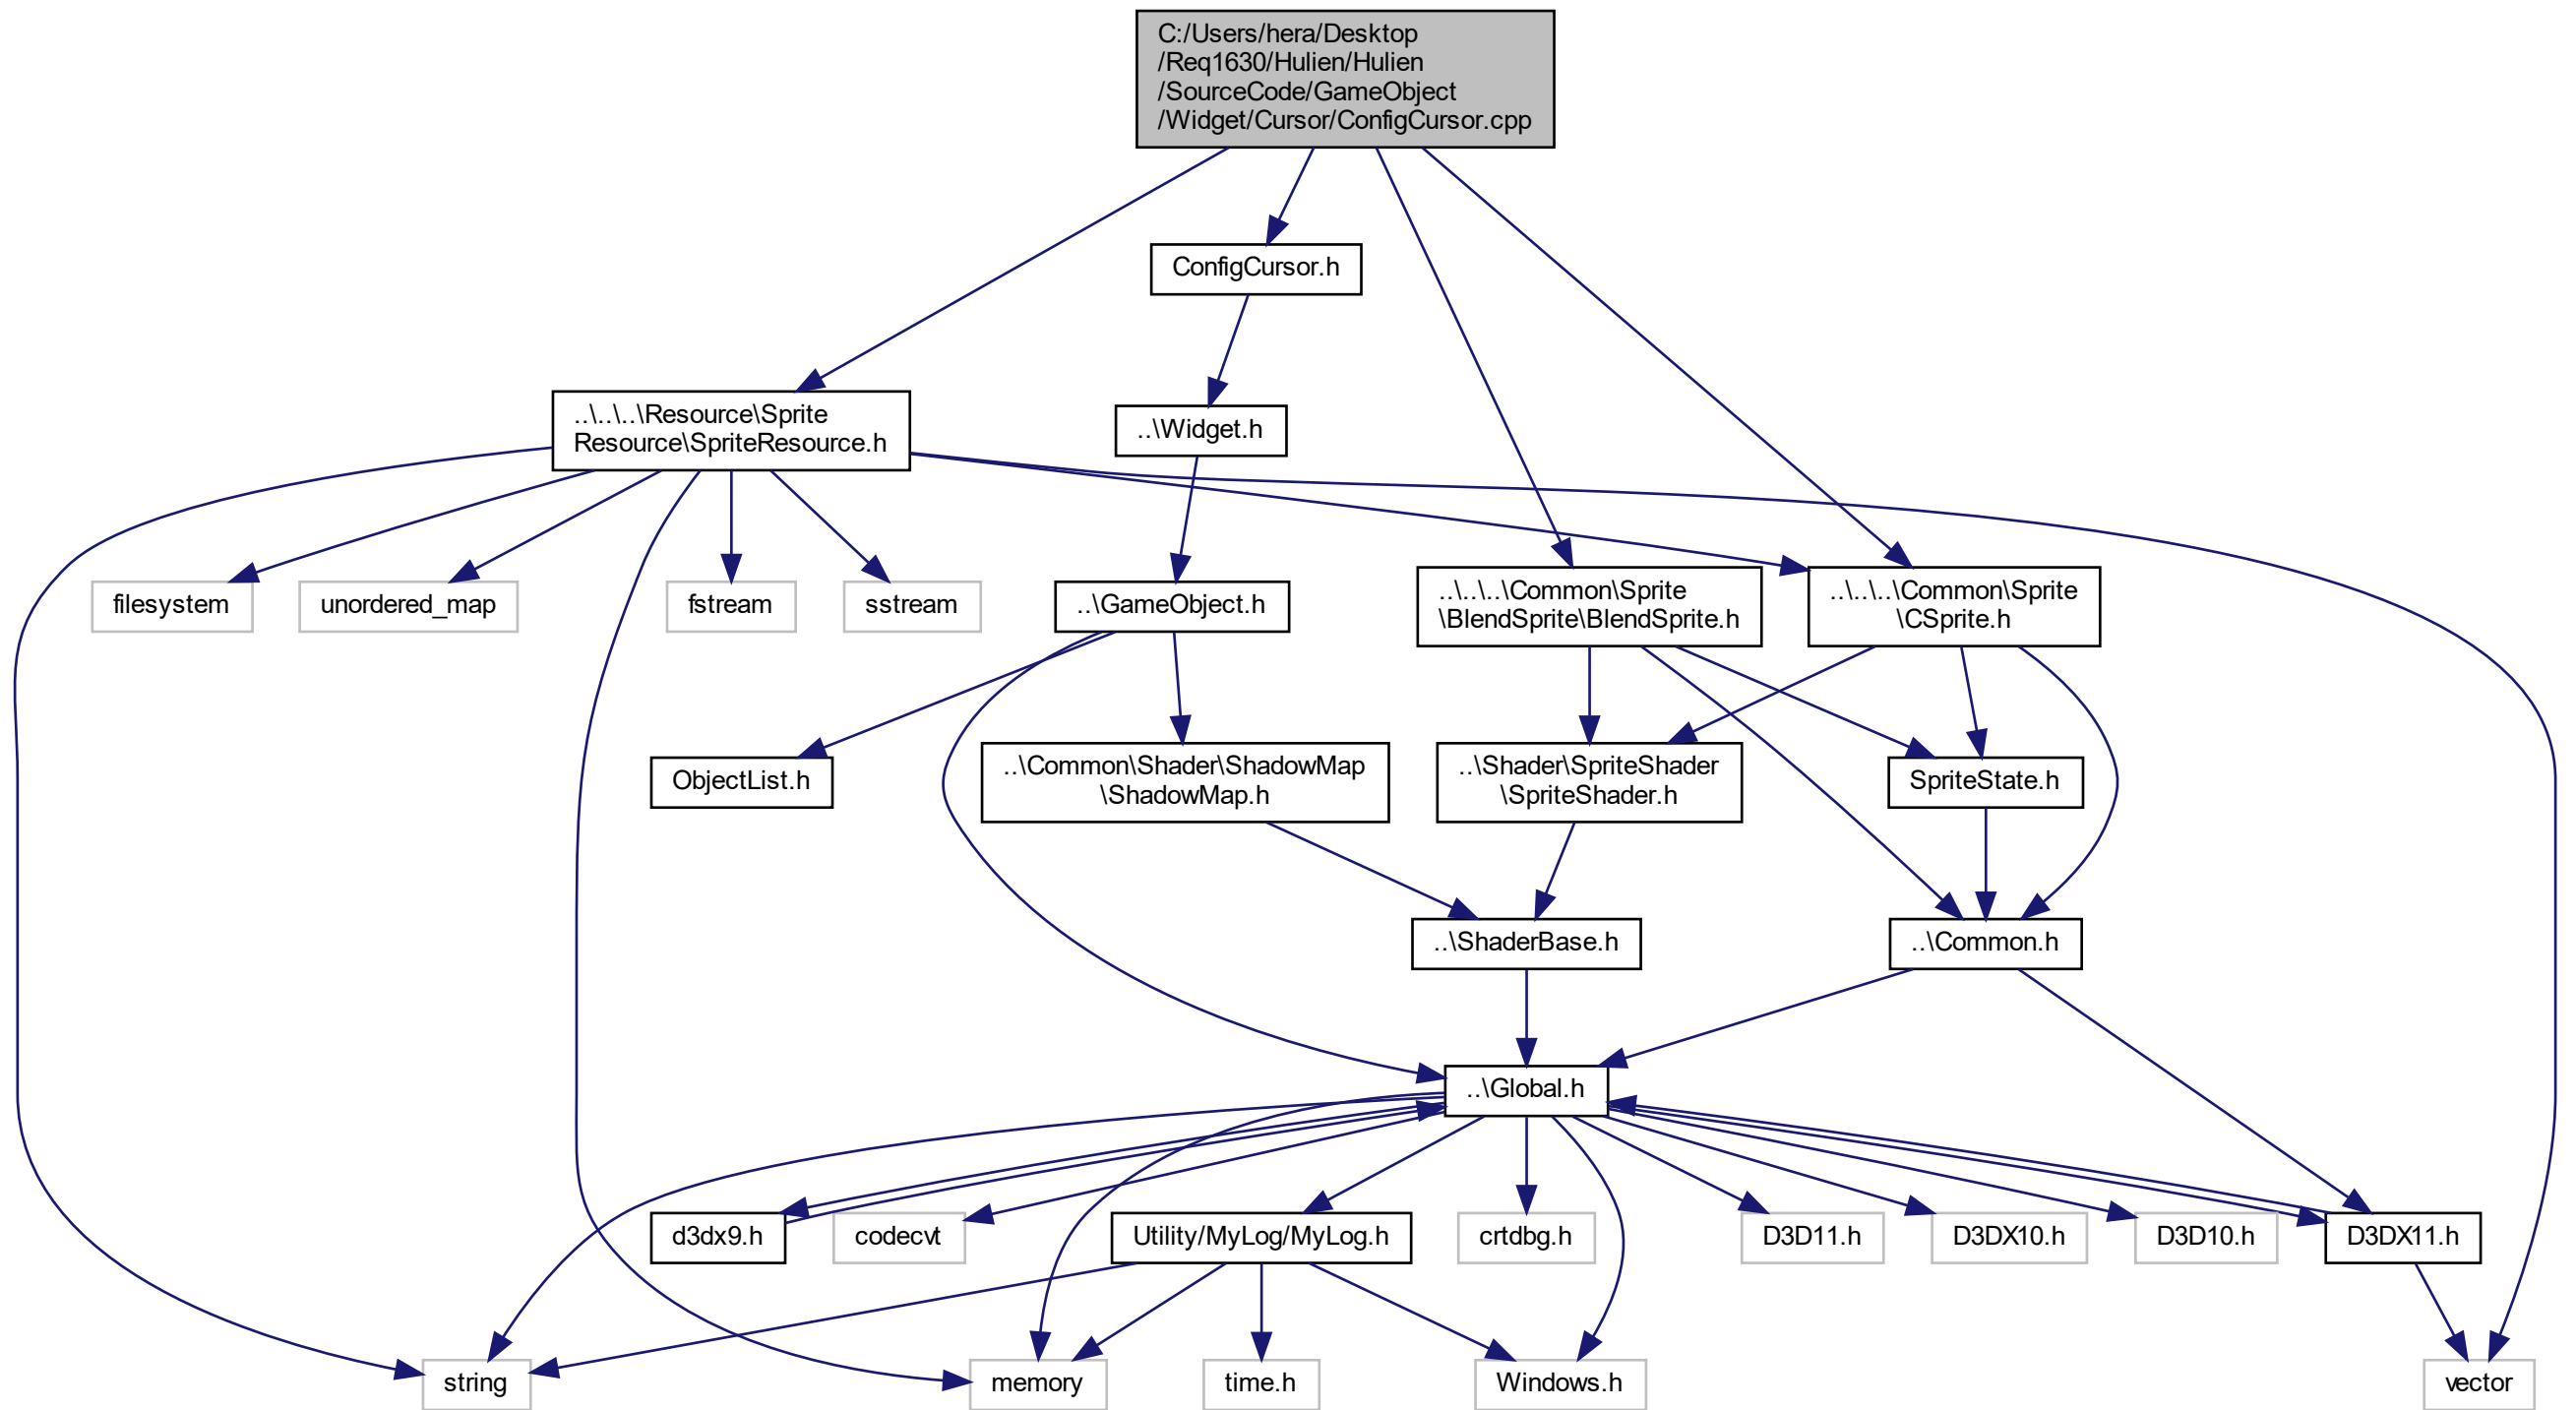 C:/Users/hera/Desktop
/Req1630/Hulien/Hulien
/SourceCode/GameObject
/Widget/Cursor/ConfigCursor.cpp
ConfigCursor.h
..\..\..\Resource\Sprite
Resource\SpriteResource.h
..\Widget.h
filesystem
unordered_map
fstream
sstream
..\GameObject.h
..\..\..\Common\Sprite
\BlendSprite\BlendSprite.h
..\..\..\Common\Sprite
\CSprite.h
ObjectList.h
..\Common\Shader\ShadowMap
\ShadowMap.h
..\Shader\SpriteShader
\SpriteShader.h
SpriteState.h
..\ShaderBase.h
..\Common.h
..\Global.h
d3dx9.h
codecvt
Utility/MyLog/MyLog.h
crtdbg.h
D3D11.h
D3DX10.h
D3D10.h
D3DX11.h
string
memory
time.h
Windows.h
vector